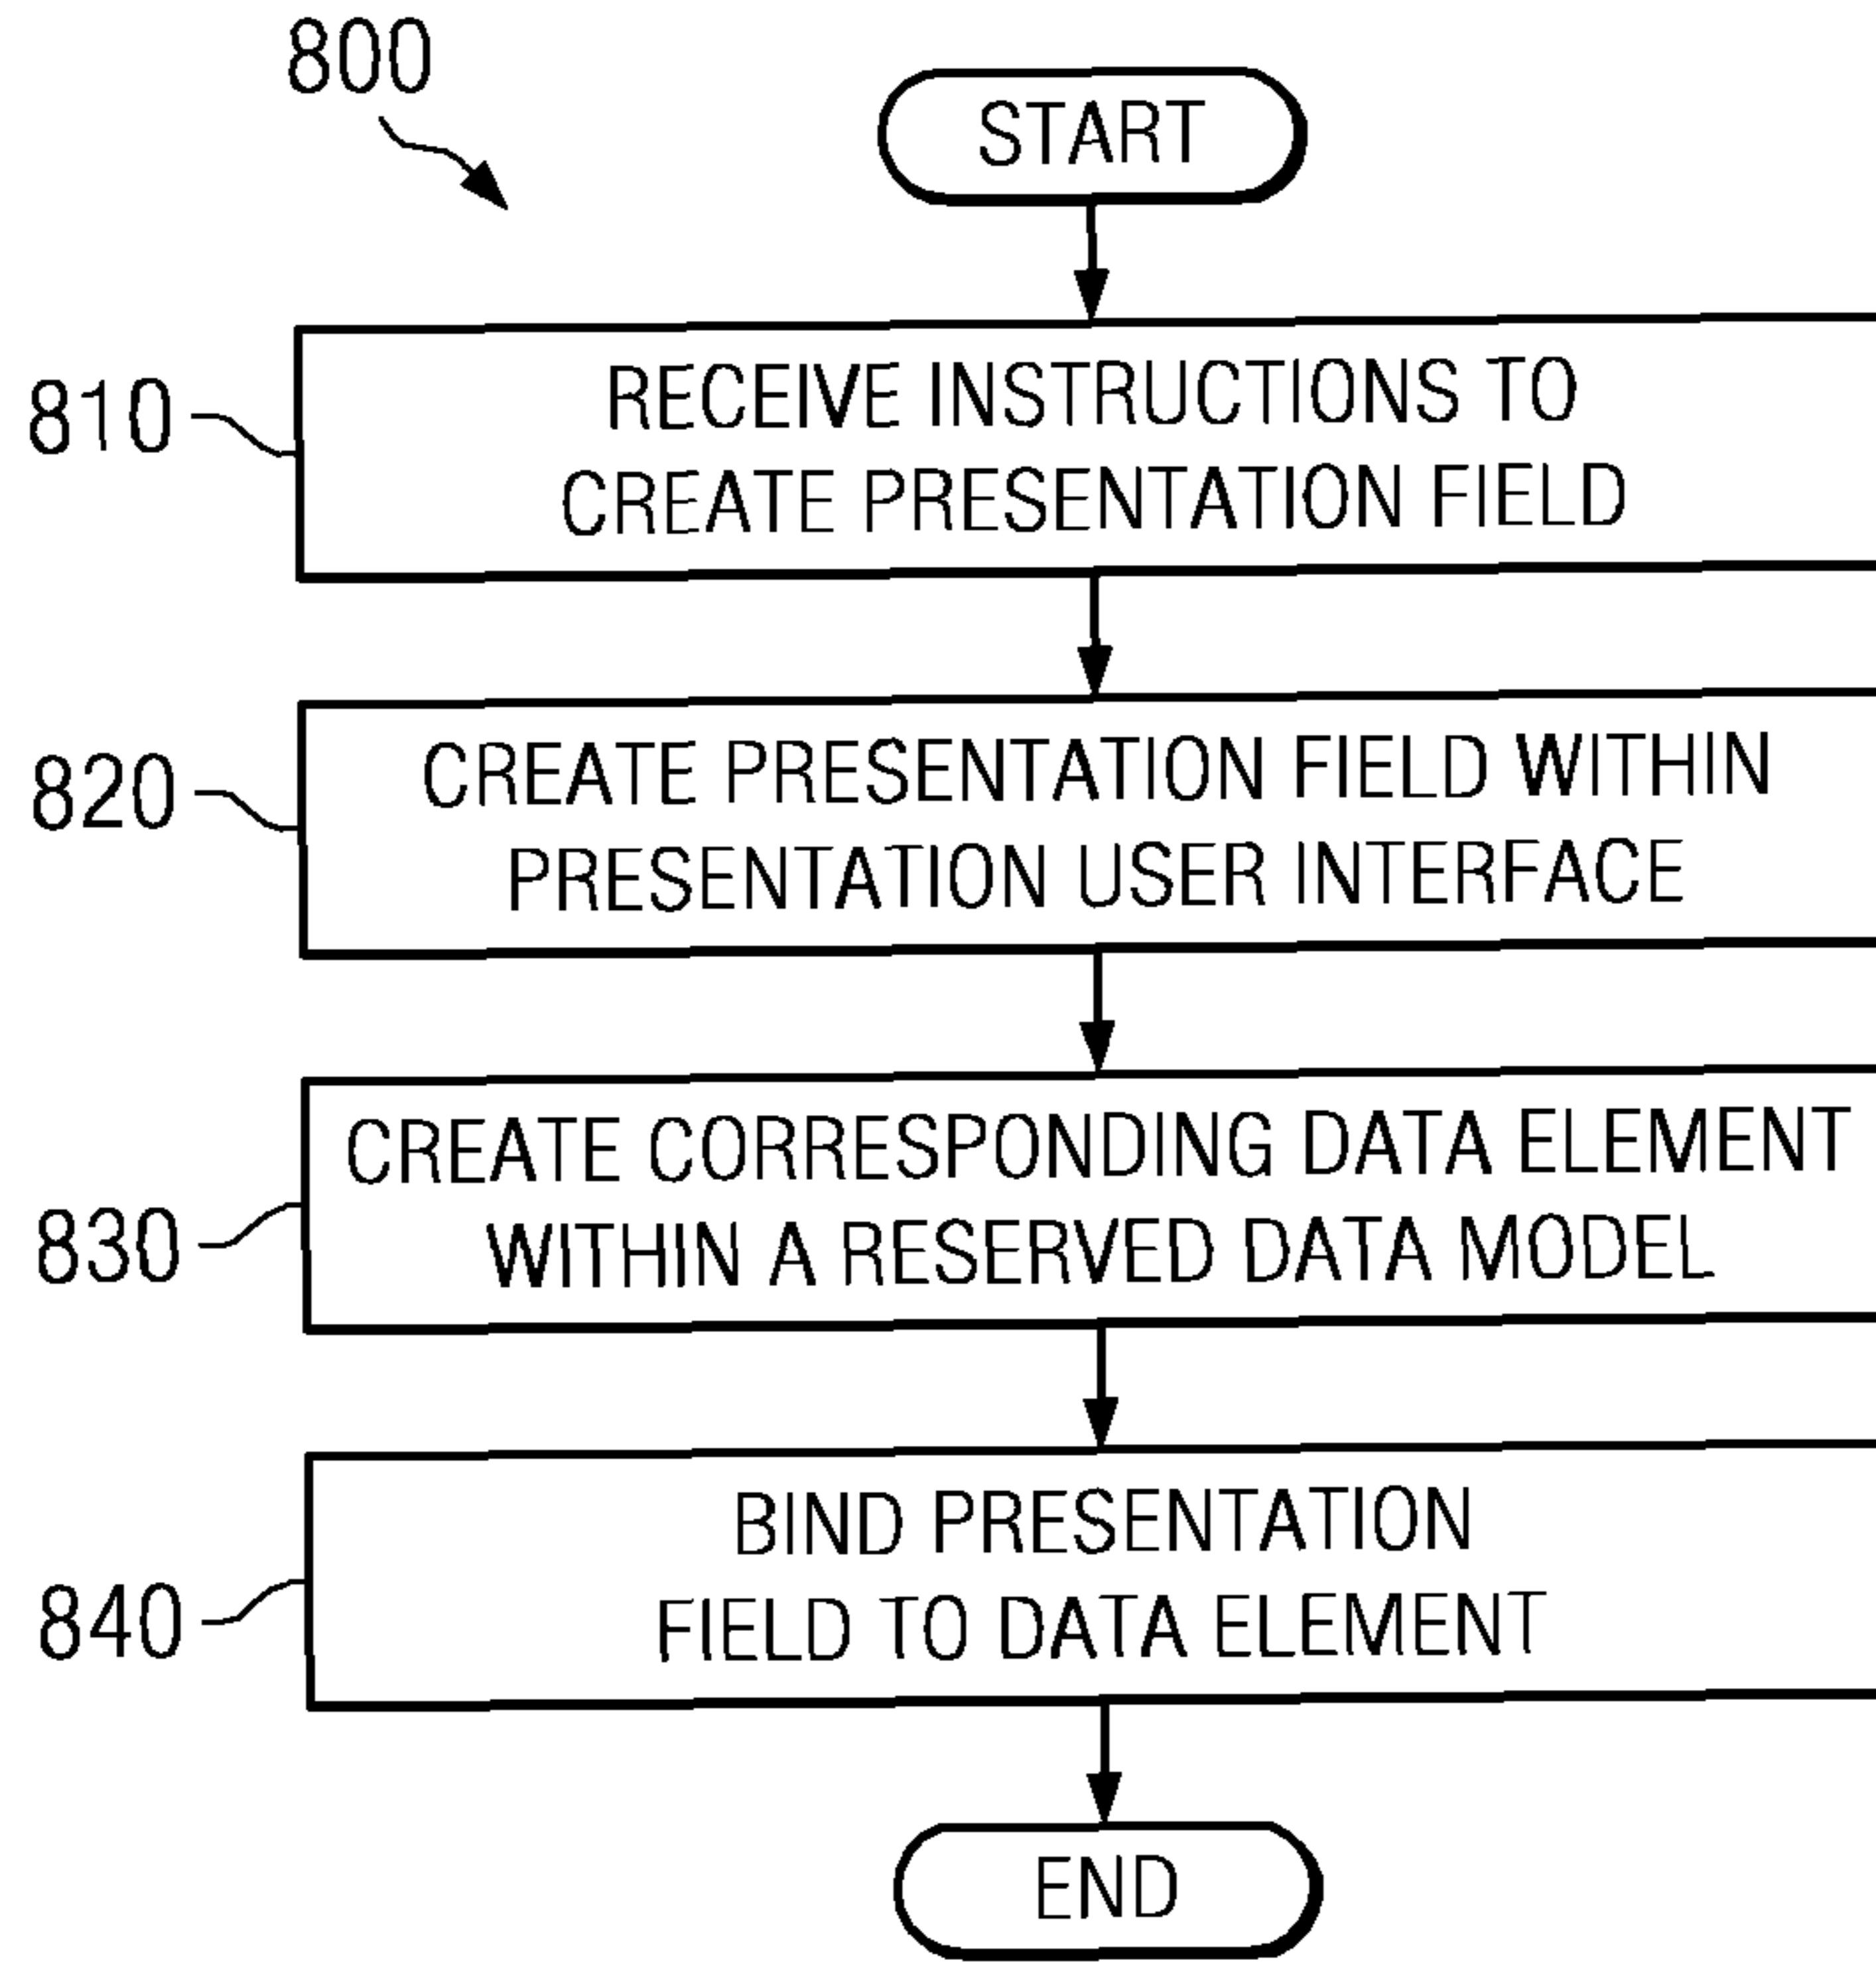 800
START
810
RECEIVE INSTRUCTIONS TO
CREATE PRESENTATION FIELD
820
CREATE PRESENTATION FIELD WITHIN
PRESENTATION USER INTERFACE
830
CREATE CORRESPONDING DATA ELEMENT
WITHIN A RESERVED DATA MODEL
840
BIND PRESENTATION
FIELD TO DATA ELEMENT
END